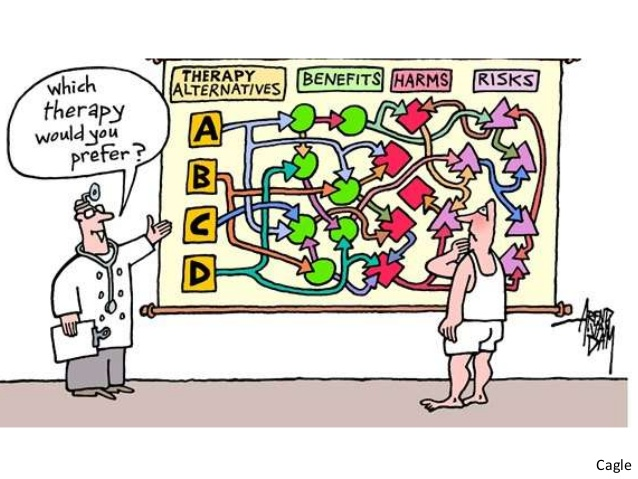 which
therapy
would you
prefer?
THERAPY
ALTERNATIVES
BENEFITS
HARMS
RISKS
A
B
C
D
Cagle